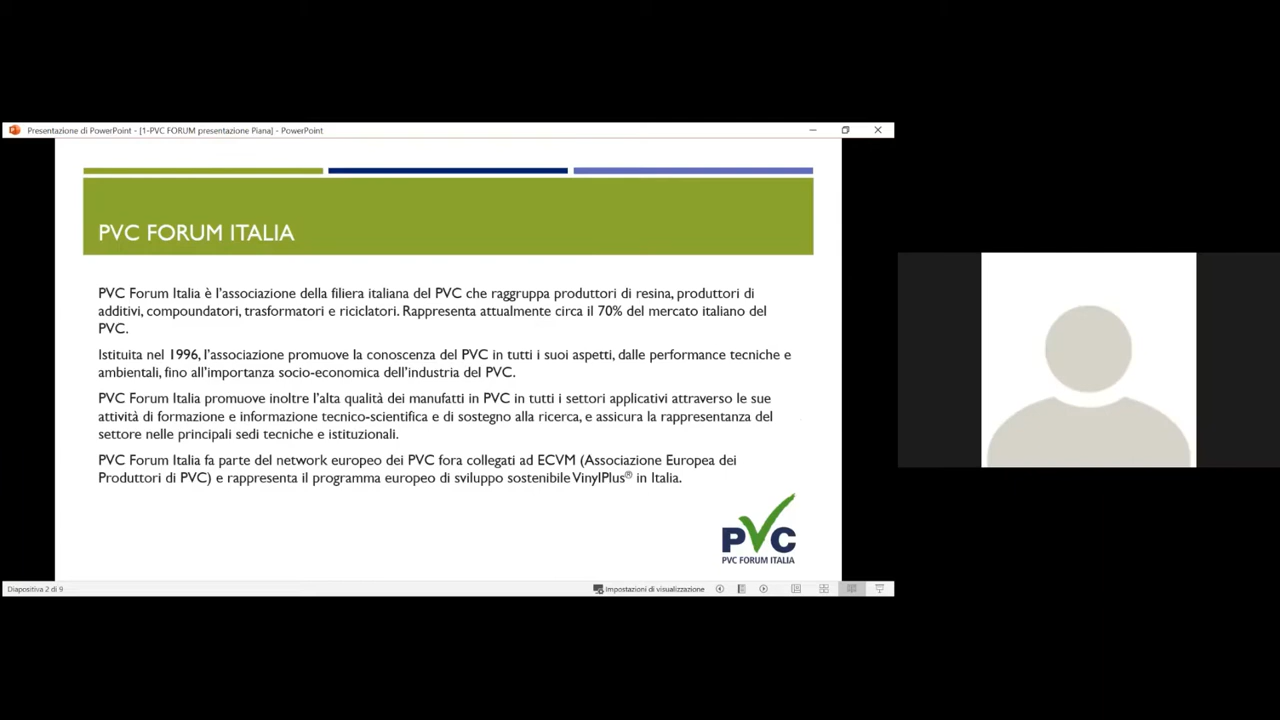 Presentazione di PowerPoint - [1-PVC FORUM presentazione Piana] - PowerPoint
PVC FORUM ITALIA
PVC Forum Italia è l'associazione della filiera italiana del PVC che raggruppa produttori di resina, produttori di
additivi, compoundatori, trasformatori e riciclatori. Rappresenta attualmente circa il 70% del mercato italiano del
PVC.
Istituita nel 1996, l'associazione promuove la conoscenza del PVC in tutti i suoi aspetti, dalle performance tecniche e
ambientali, fino all'importanza socio-economica dell'industria del PVC.
PVC Forum Italia promuove inoltre l'alta qualità dei manufatti in PVC in tutti i settori applicativi attraverso le sue
attività di formazione e informazione tecnico-scientifica e di sostegno alla ricerca, e assicura la rappresentanza del
settore nelle principali sedi tecniche e istituzionali.
PVC Forum Italia fa parte del network europeo dei PVC fora collegati ad ECVM (Associazione Europea dei
Produttori di PVC) e rappresenta il programma europeo di sviluppo sostenibile VinylPlus® in Italia.
PVC
PVC FORUM ITALIA
Diapositiva 2 di 9
Impostazioni di visualizzazione